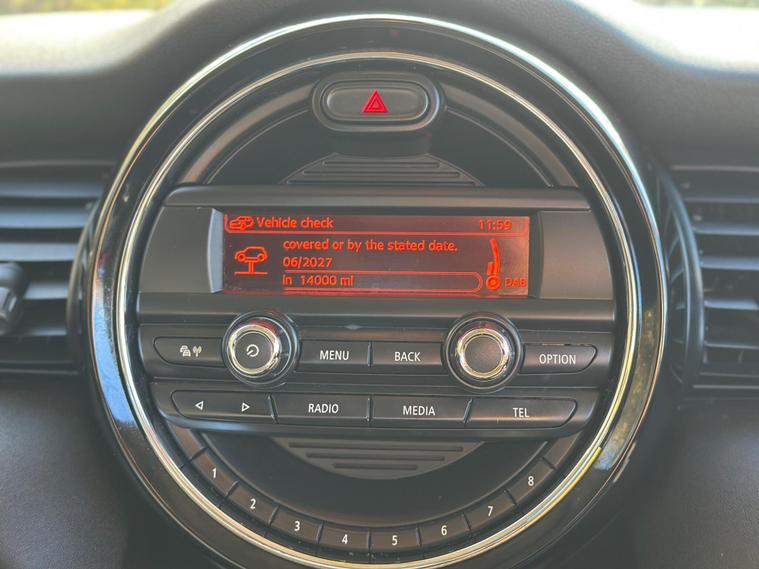 Vehicle check 11:59
covered or by the stated date.
06/2027
In 14000 mi
DAB
MENU BACK OPTION
RADIO MEDIA TEL
1 2 3 4 5 6 7 8